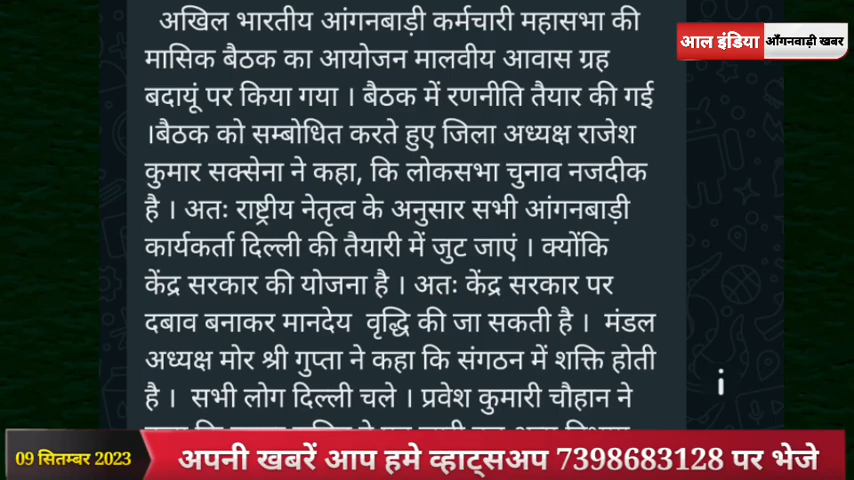 अखिल भारतीय आंगनबाड़ी कर्मचारी महासभा की
मासिक बैठक का आयोजन मालवीय आवास ग्रह
बदायूं पर किया गया । बैठक में रणनीति तैयार की गई
।बैठक को सम्बोधित करते हुए जिला अध्यक्ष राजेश
कुमार सक्सेना ने कहा, कि लोकसभा चुनाव नजदीक
है । अतः राष्ट्रीय नेतृत्व के अनुसार सभी आंगनबाड़ी
कार्यकर्ता दिल्ली की तैयारी में जुट जाएं । क्योंकि
केंद्र सरकार की योजना है । अतः केंद्र सरकार पर
दबाव बनाकर मानदेय वृद्धि की जा सकती है । मंडल
अध्यक्ष मोर श्री गुप्ता ने कहा कि संगठन में शक्ति होती
है । सभी लोग दिल्ली चले । प्रवेश कुमारी चौहान ने
आल इंडिया आँगनवाड़ी खबर
i
09 सितम्बर 2023
अपनी खबरें आप हमे व्हाट्सअप 7398683128 पर भेजे